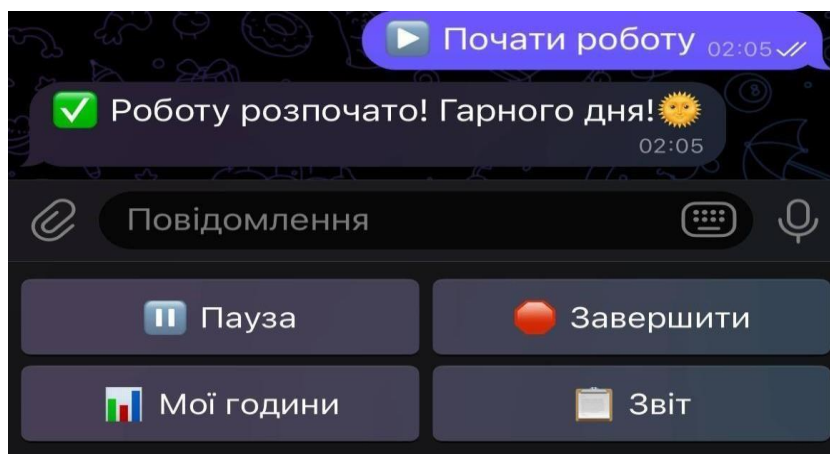 ▶️ Почати роботу 02:05
✅ Роботу розпочато! Гарного дня!🌞
02:05
Повідомлення
⏸️ Пауза
🛑 Завершити
📊 Мої години
📋 Звіт